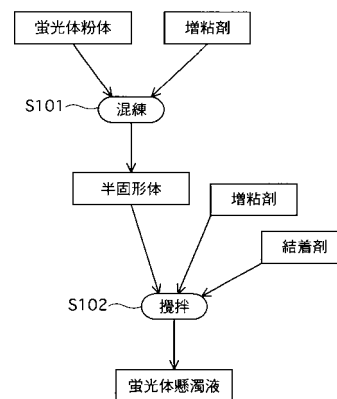 蛍光体粉体
増粘剤
S101
混練
半固形体
増粘剤
結着剤
S102
攪拌
蛍光体懸濁液